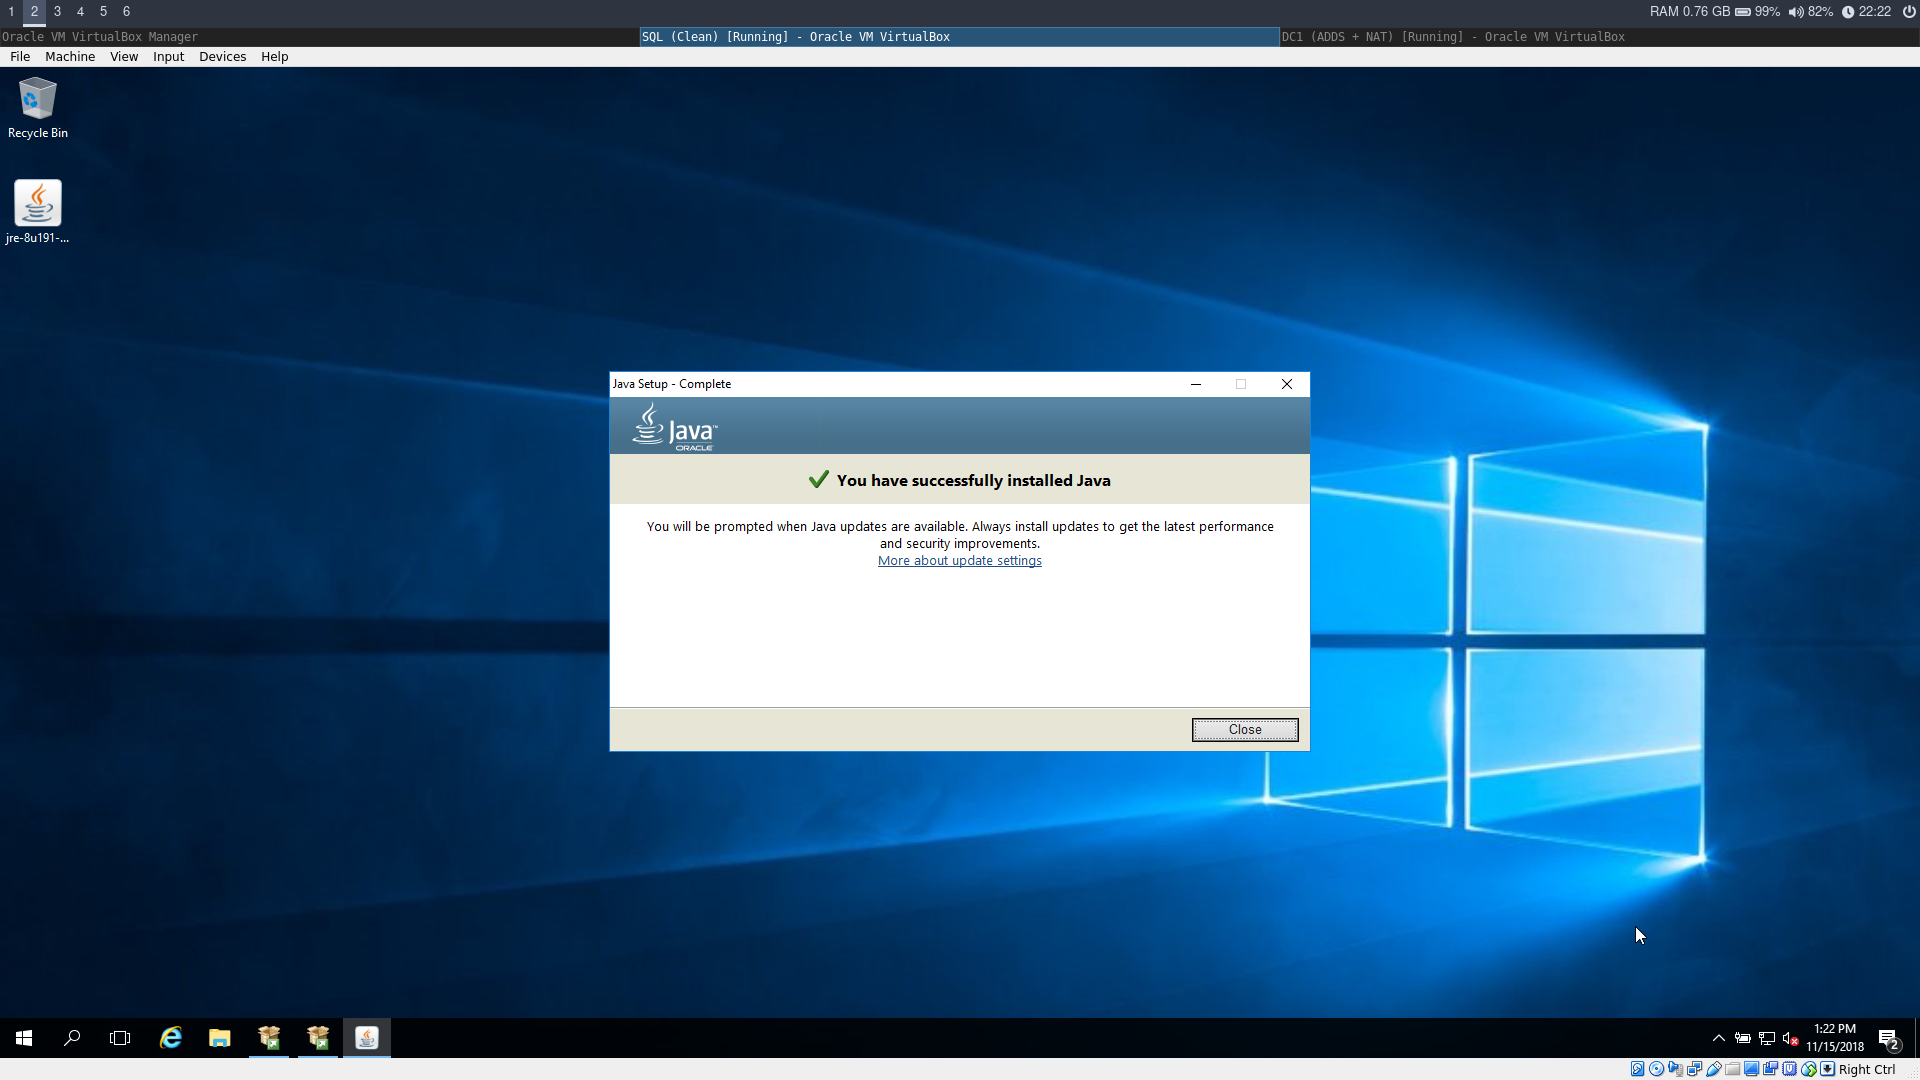 1 2 3 4 5 6
RAM 0.76 GB 99% 82% 22:22
Oracle VM VirtualBox Manager
SQL (Clean) [Running] - Oracle VM VirtualBox
DC1 (ADDS + NAT) [Running] - Oracle VM VirtualBox
File Machine View Input Devices Help
Recycle Bin
jre-8u191-...
Java Setup - Complete
Java™
ORACLE
You have successfully installed Java
You will be prompted when Java updates are available. Always install updates to get the latest performance
and security improvements.
More about update settings
Close
1:22 PM
11/15/2018
2
Right Ctrl